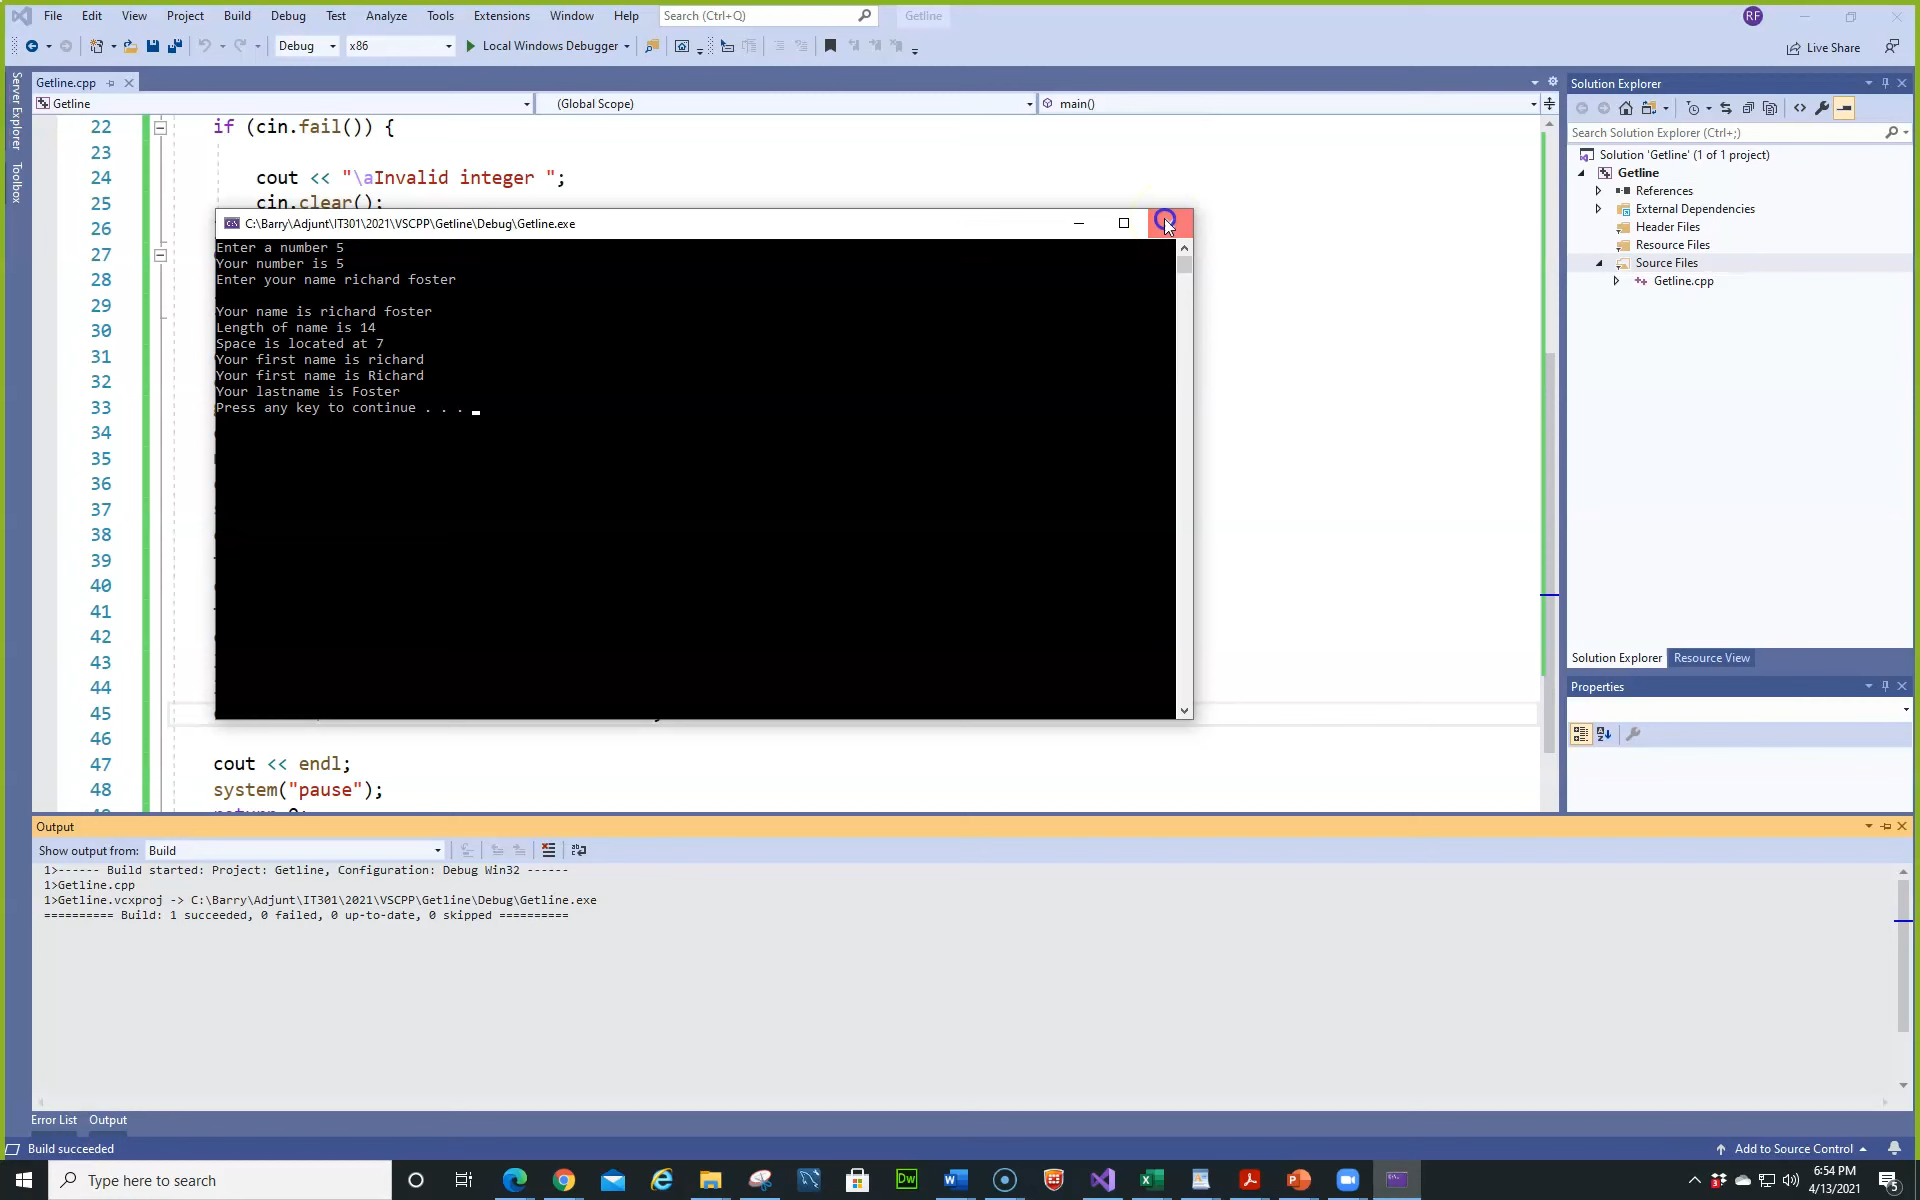 File Edit View Project Build Debug Test Analyze Tools Extensions Window Help Search (Ctrl+Q) Getline RF
Debug x86 Local Windows Debugger Live Share
Server Explorer
Toolbox
Getline.cpp
Getline (Global Scope) main()
22 if (cin.fail()) {
23
24 cout << "\aInvalid integer ";
25 cin.clear();
26
27
28
29
30
31
32
33
34
35
36
37
38
39
40
41
42
43
44
45
46
47 cout << endl;
48 system("pause");
C:\Barry\Adjunt\IT301\2021\VSCPP\Getline\Debug\Getline.exe
Enter a number 5
Your number is 5
Enter your name richard foster
Your name is richard foster
Length of name is 14
Space is located at 7
Your first name is richard
Your first name is Richard
Your lastname is Foster
Press any key to continue . . .
Solution Explorer
Search Solution Explorer (Ctrl+;)
Solution 'Getline' (1 of 1 project)
Getline
References
External Dependencies
Header Files
Resource Files
Source Files
Getline.cpp
Solution Explorer Resource View
Properties
Output
Show output from: Build
1>------ Build started: Project: Getline, Configuration: Debug Win32 ------
1>Getline.cpp
1>Getline.vcxproj -> C:\Barry\Adjunt\IT301\2021\VSCPP\Getline\Debug\Getline.exe
========== Build: 1 succeeded, 0 failed, 0 up-to-date, 0 skipped ==========
Error List Output
Build succeeded Add to Source Control
Type here to search
6:54 PM
4/13/2021